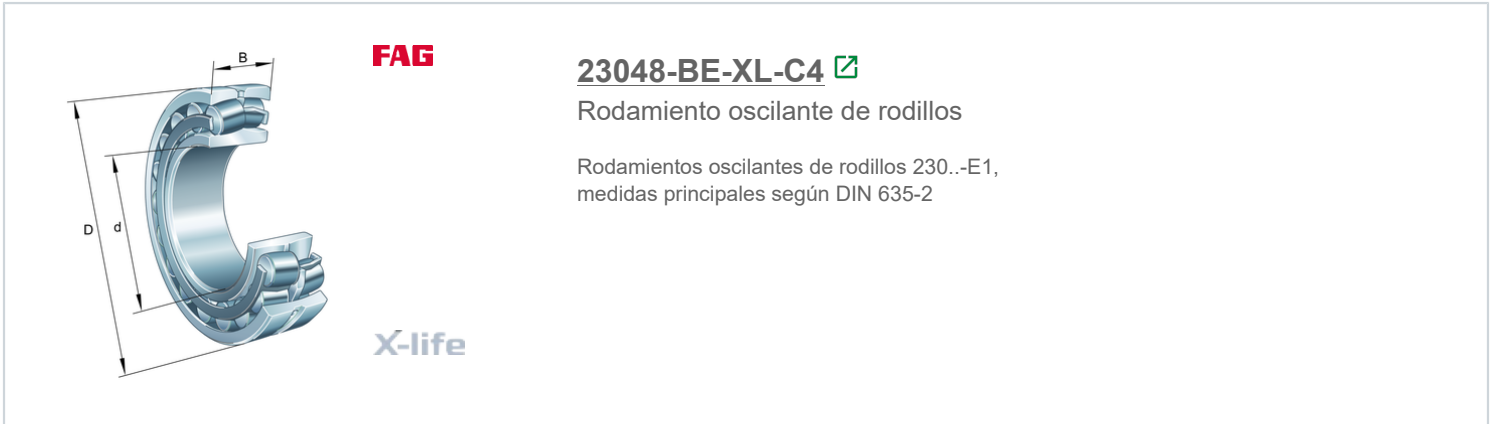 FAG
B
D
d
X-life
23048-BE-XL-C4
Rodamiento oscilante de rodillos
Rodamientos oscilantes de rodillos 230..-E1,
medidas principales según DIN 635-2